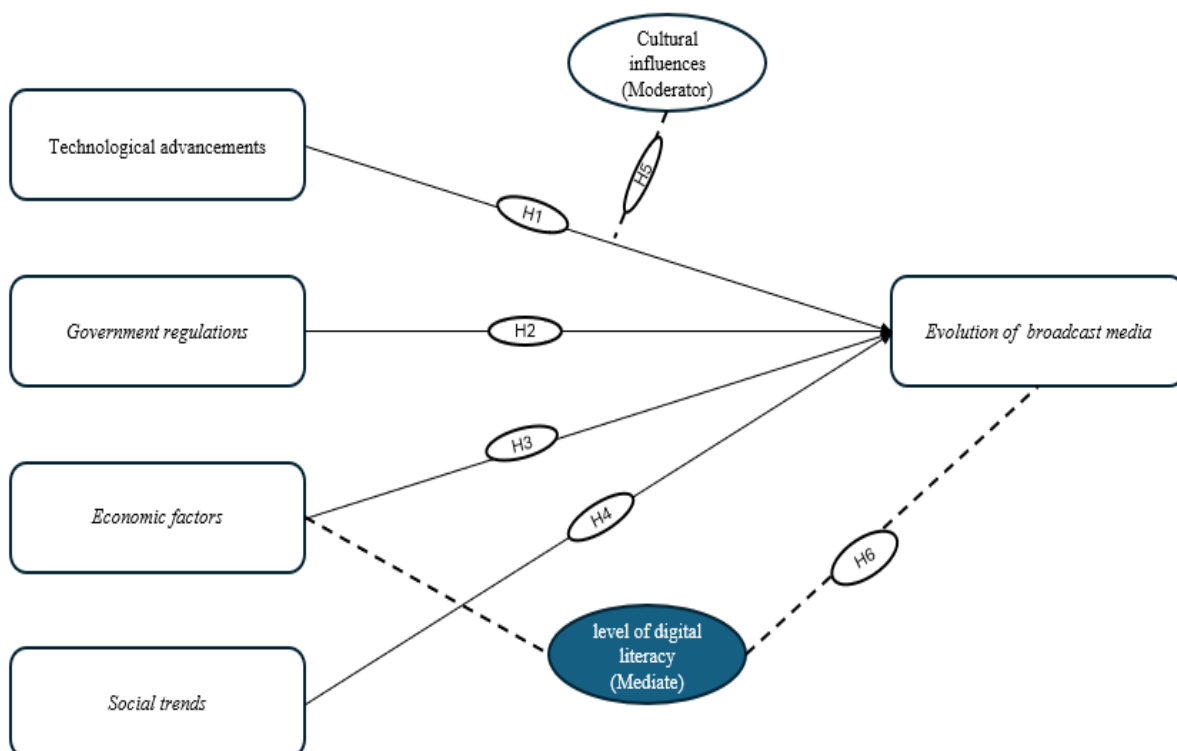 Cultural
influences
(Moderator)
Technological advancements
H5
H1
Government regulations
H2
Evolution of broadcast media
H3
Economic factors
H4
H6
level of digital
literacy
(Mediate)
Social trends